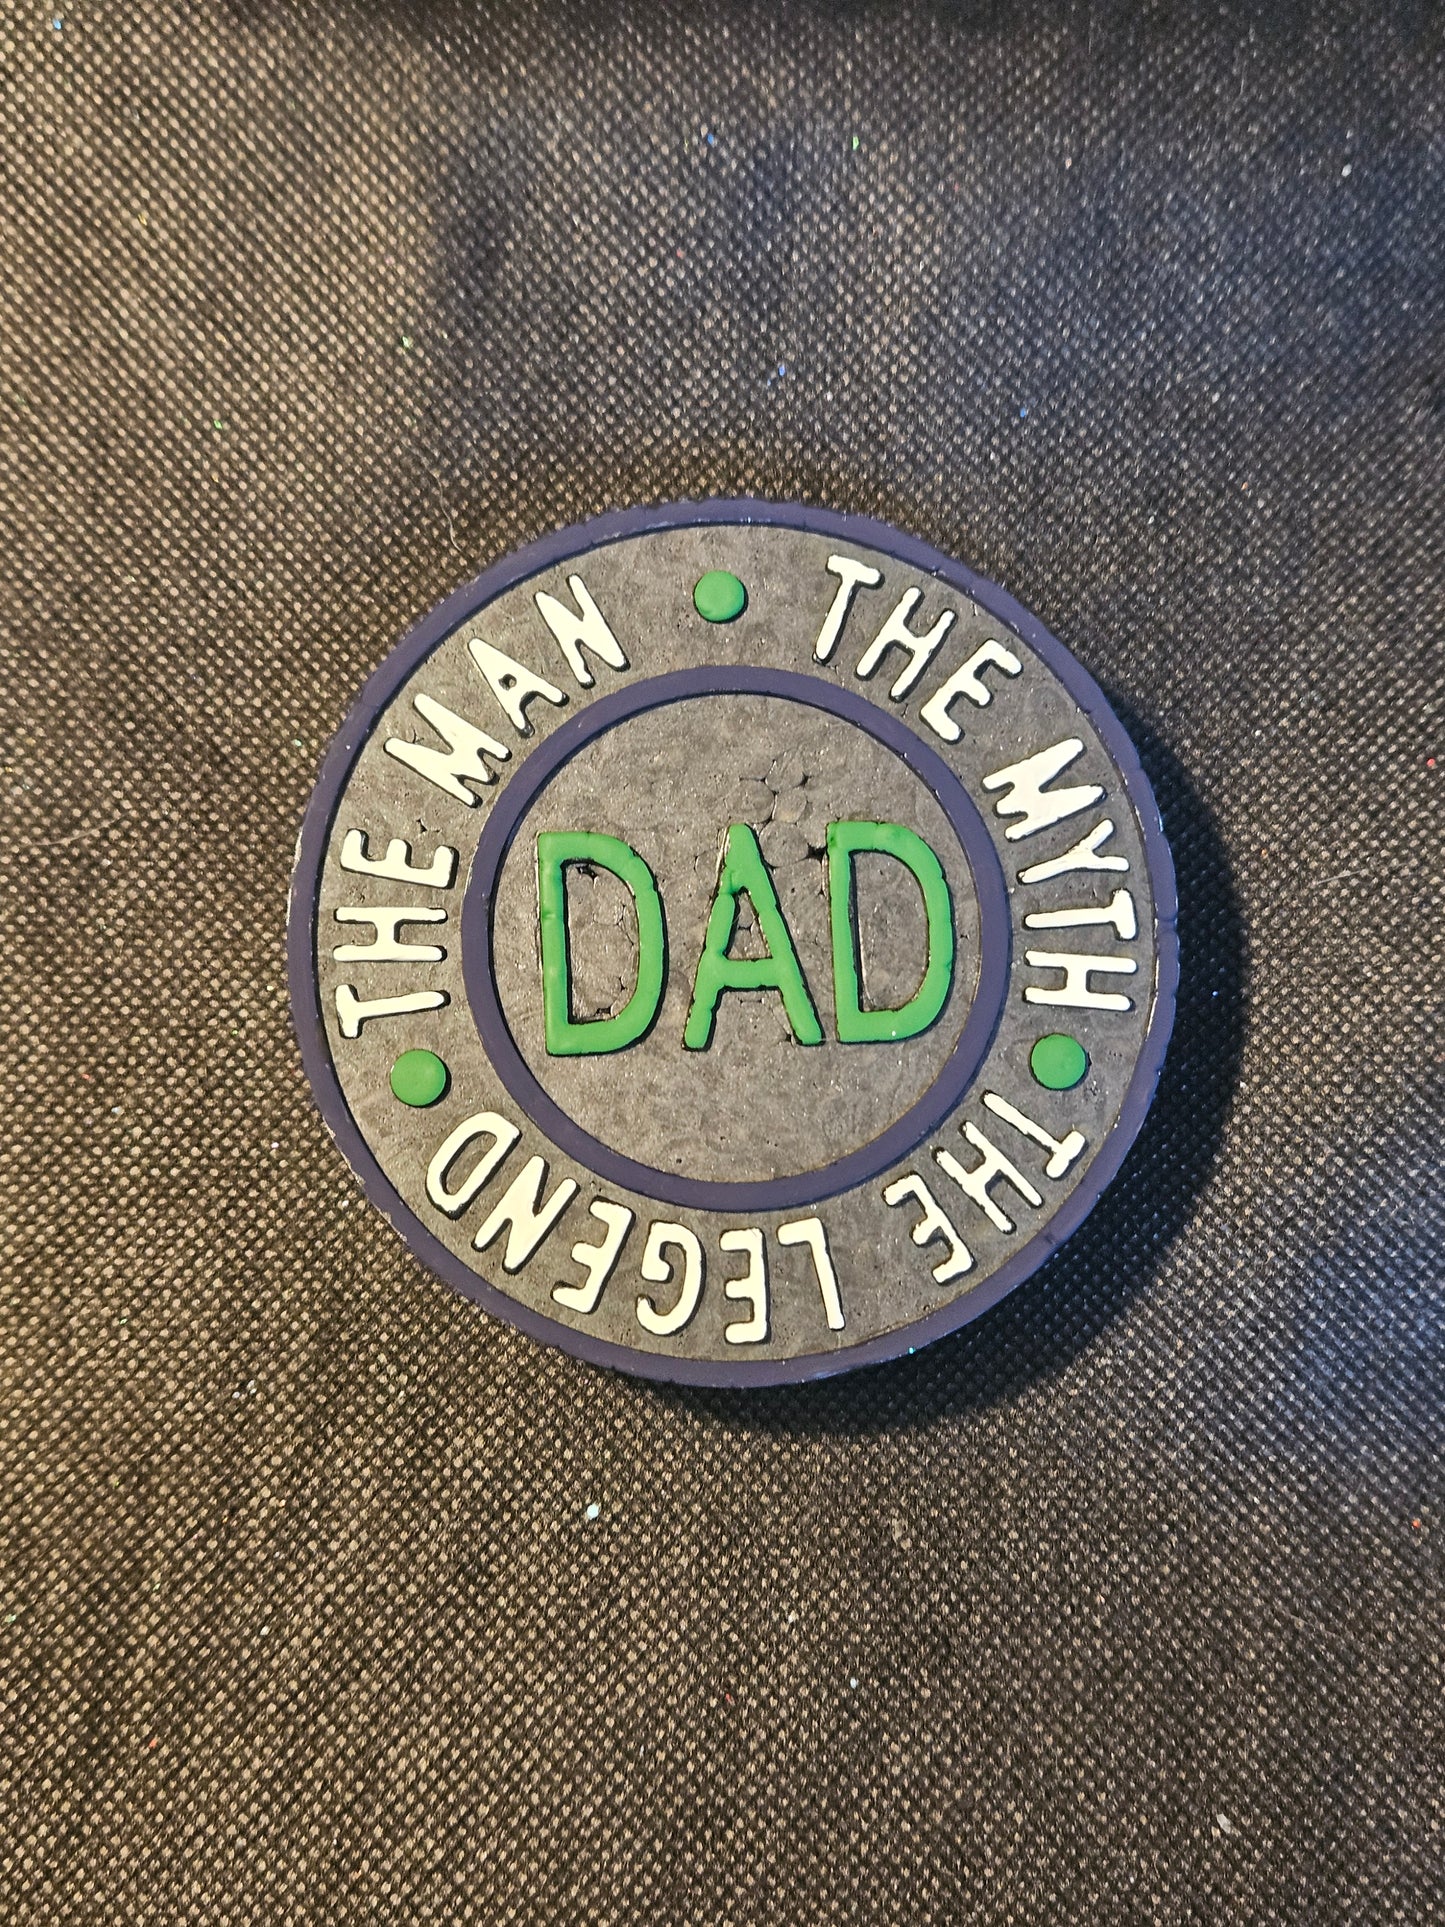 THE MAN • THE MYTH • THE LEGEND •
DAD